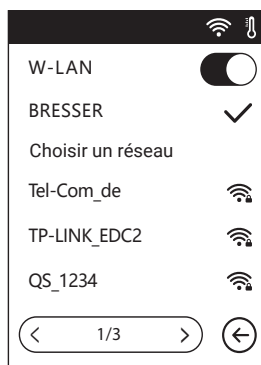 W-LAN
BRESSER
Choisir un réseau
Tel-Com_de
TP-LINK_EDC2
QS_1234
1/3